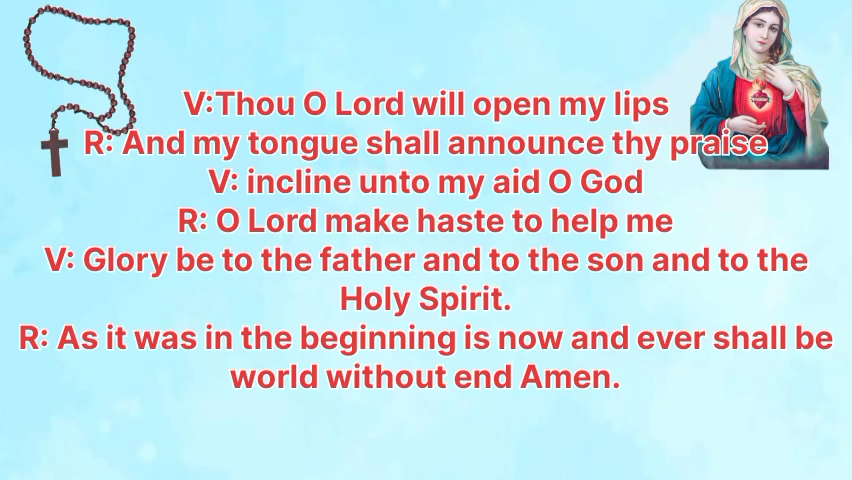 V:Thou O Lord will open my lips
R: And my tongue shall announce thy praise
V: incline unto my aid O God
R: O Lord make haste to help me
V: Glory be to the father and to the son and to the
Holy Spirit.
R: As it was in the beginning is now and ever shall be
world without end Amen.